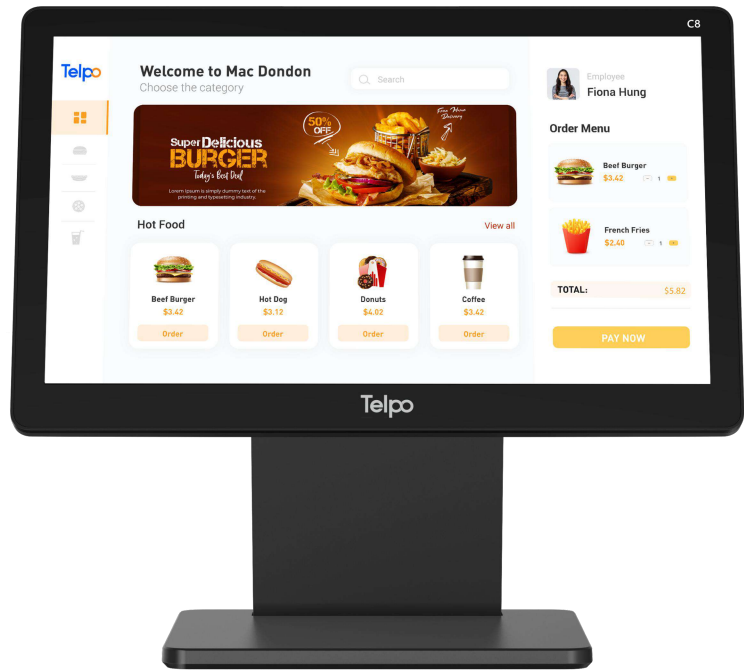 C8
Telpo
Welcome to Mac Dondon
Choose the category
Search
50%
OFF
Free Home
Delivery
Super Delicious
BURGER
Today's Best Deal
Lorem Ipsum is simply dummy text of the
printing and typesetting industry.
Hot Food
View all
Beef Burger
$3.42
Order
Hot Dog
$3.12
Order
Donuts
$4.02
Order
Coffee
$3.42
Order
Employee
Fiona Hung
Order Menu
Beef Burger
$3.42
1
French Fries
$2.40
1
TOTAL:
$5.82
PAY NOW
Telpo